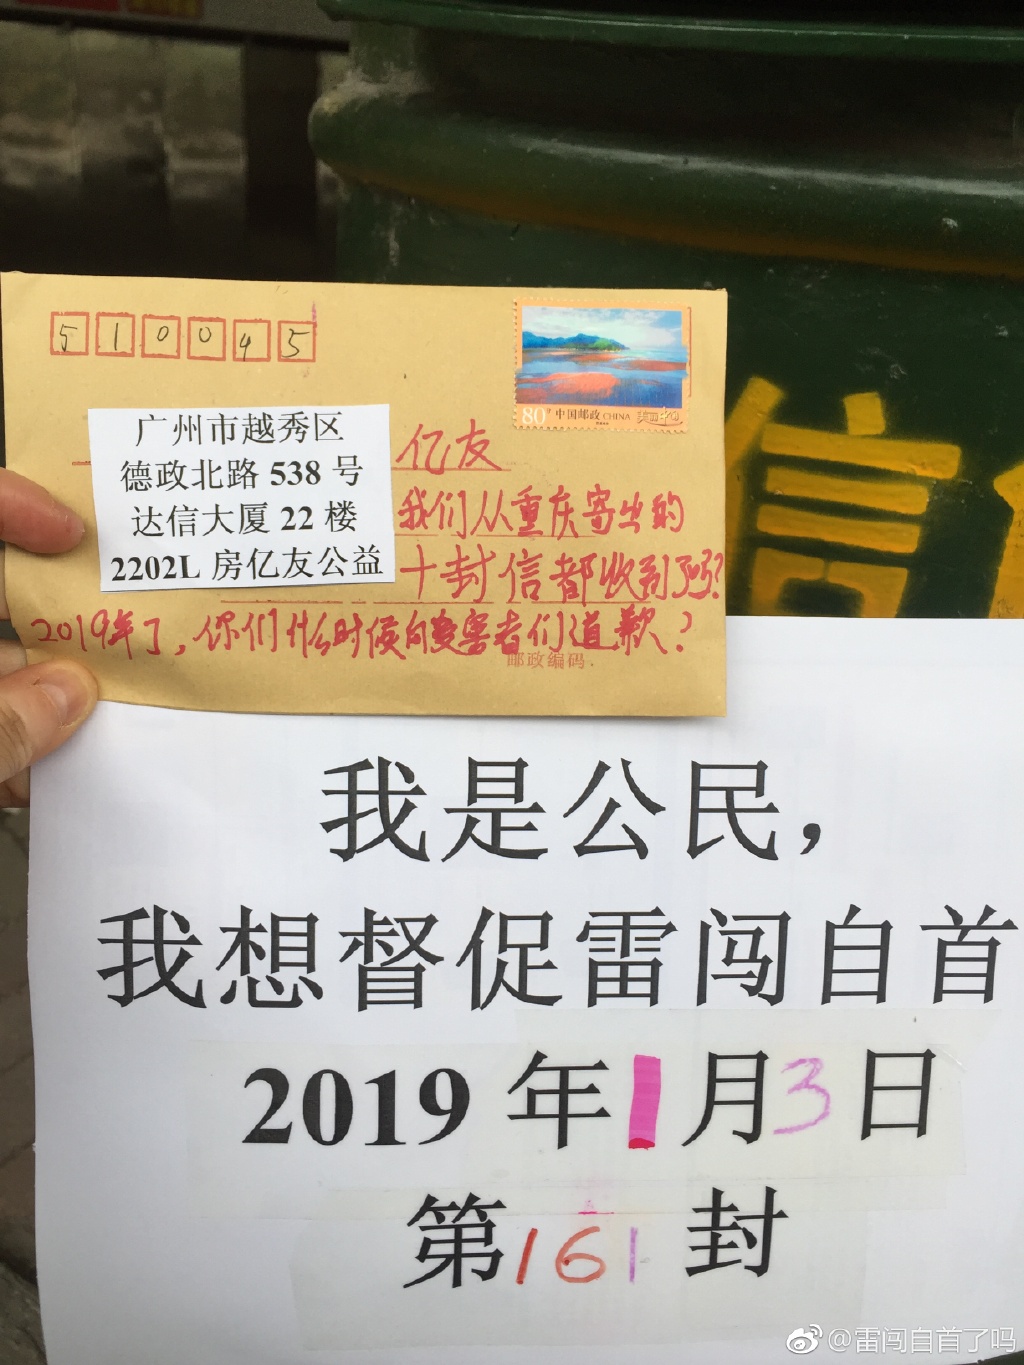 510045
80分 中国邮政 CHINA
广州市越秀区
德政北路 538 号
达信大厦 22 楼
2202L 房亿友公益
亿友
我们从重庆寄出的
十封信都收到了吗?
2019年了，你们什么时候向受害者们道歉？
邮政编码
信
我是公民，
我想督促雷闯自首
2019 年1月3日
第161封
@雷闯自首了吗